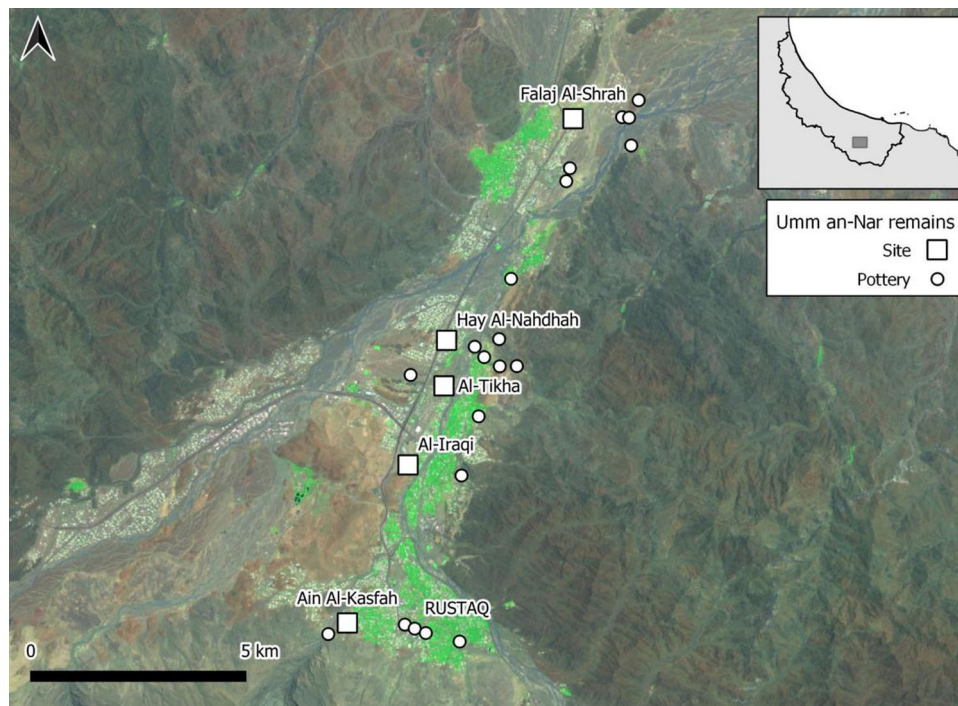 Falaj Al-Shrah
Umm an-Nar remains
Site
Pottery
Hay Al-Nahdhah
Al-Tikha
Al-Iraqi
Ain Al-Kasfah
RUSTAQ
0 5 km